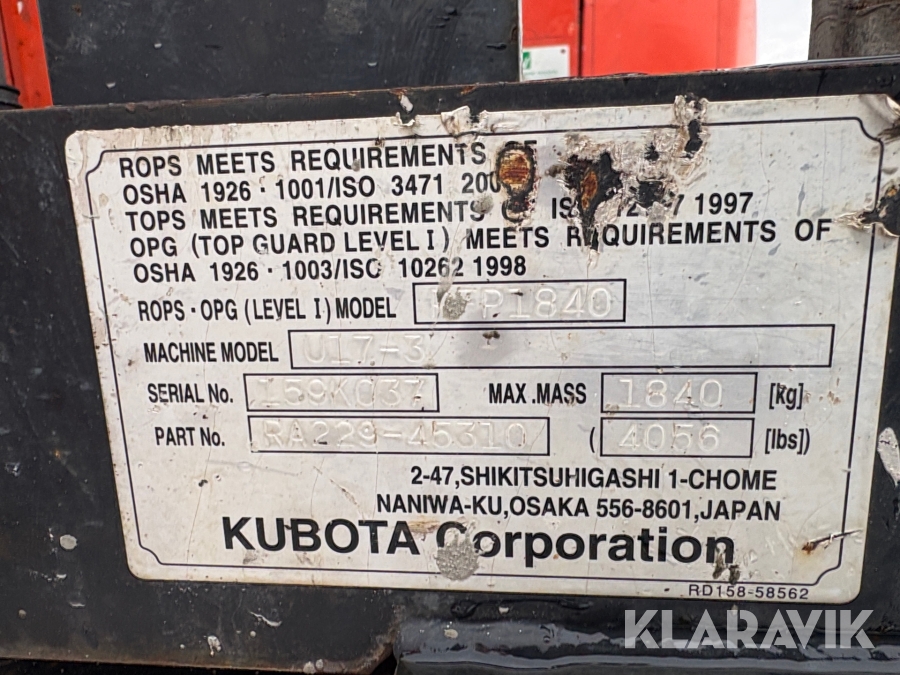 ROPS MEETS REQUIREMENTS
OSHA 1926・1001/ISO 3471
TOPS MEETS REQUIREMENTS 1997
OPG (TOP GUARD LEVEL I) MEETS REQUIREMENTS OF
OSHA 1926・1003/ISO 10262 1998
ROPS・OPG (LEVEL I) MODEL
MACHINE MODEL U17-3
SERIAL No. 159K037 MAX.MASS 1840 [kg]
PART No. RA229-45310 (4056 [lbs])
2-47,SHIKITSUHIGASHI 1-CHOME
NANIWA-KU,OSAKA 556-8601,JAPAN
KUBOTA Corporation
RD158-58562
KLARAVIK